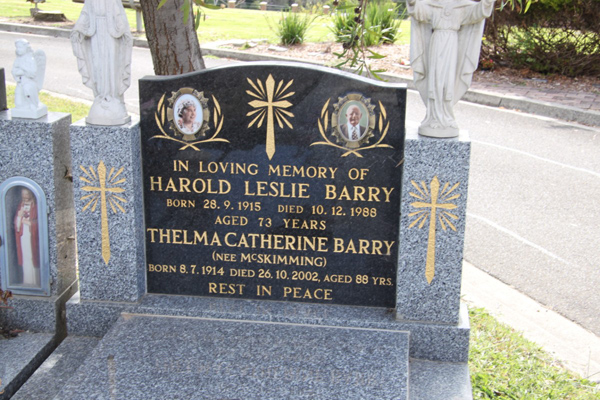 IN LOVING MEMORY OF
HAROLD LESLIE BARRY
BORN 28.9.1915 DIED 10.12.1988
AGED 73 YEARS
THELMA CATHERINE BARRY
(NEE McSKIMMING)
BORN 8.7.1914 DIED 26.10.2002, AGED 88 YRS.
REST IN PEACE